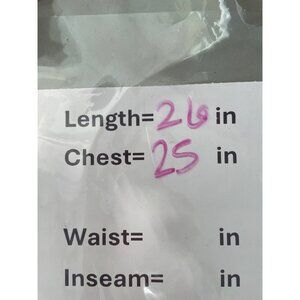 Length= 26 in
Chest= 25 in
Waist= in
Inseam= in